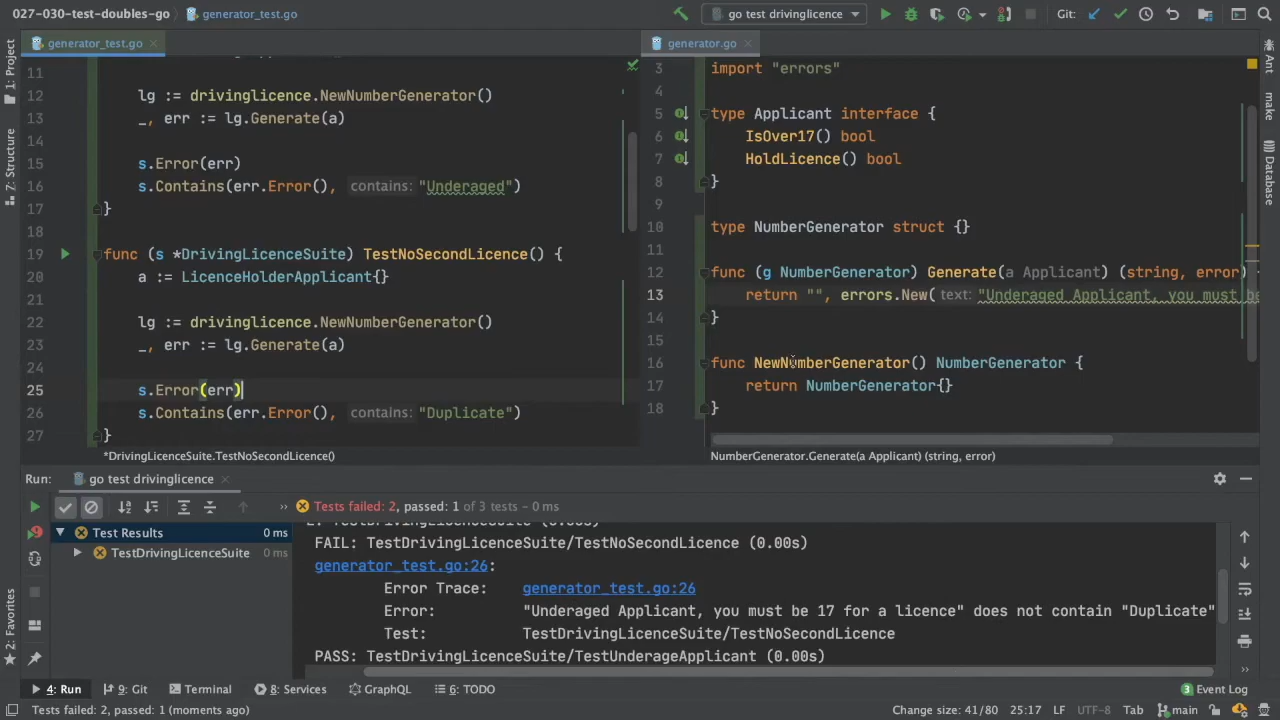 027-030-test-doubles-go
generator_test.go
go test drivinglicence
Git:
generator_test.go
generator.go
1: Project
Z: Structure
2: Favorites
Ant
make
Database
11
12 lg := drivinglicence.NewNumberGenerator()
13 _, err := lg.Generate(a)
14
15 s.Error(err)
16 s.Contains(err.Error(), contains: "Underaged")
17 }
18
19 func (s *DrivingLicenceSuite) TestNoSecondLicence() {
20 a := LicenceHolderApplicant{}
21
22 lg := drivinglicence.NewNumberGenerator()
23 _, err := lg.Generate(a)
24
25 s.Error(err)
26 s.Contains(err.Error(), contains: "Duplicate")
27 }
*DrivingLicenceSuite).TestNoSecondLicence()
3 import "errors"
4
5 type Applicant interface {
6 IsOver17() bool
7 HoldLicence() bool
8 }
9
10 type NumberGenerator struct {}
11
12 func (g NumberGenerator) Generate(a Applicant) (string, error)
13 return "", errors.New( text: "Underaged Applicant, you must be
14 }
15
16 func NewNumberGenerator() NumberGenerator {
17 return NumberGenerator{}
18 }
NumberGenerator.Generate(a Applicant) (string, error)
Run: go test drivinglicence
» Tests failed: 2, passed: 1 of 3 tests – 0 ms
Test Results 0 ms
TestDrivingLicenceSuite 0 ms
FAIL: TestDrivingLicenceSuite/TestNoSecondLicence (0.00s)
generator_test.go:26:
Error Trace: generator_test.go:26
Error: "Underaged Applicant, you must be 17 for a licence" does not contain "Duplicate"
Test: TestDrivingLicenceSuite/TestNoSecondLicence
PASS: TestDrivingLicenceSuite/TestUnderageApplicant (0.00s)
4: Run
9: Git
Terminal
8: Services
GraphQL
6: TODO
3 Event Log
Tests failed: 2, passed: 1 (moments ago)
Change size: 41/80
25:17
LF
UTF-8
Tab
main